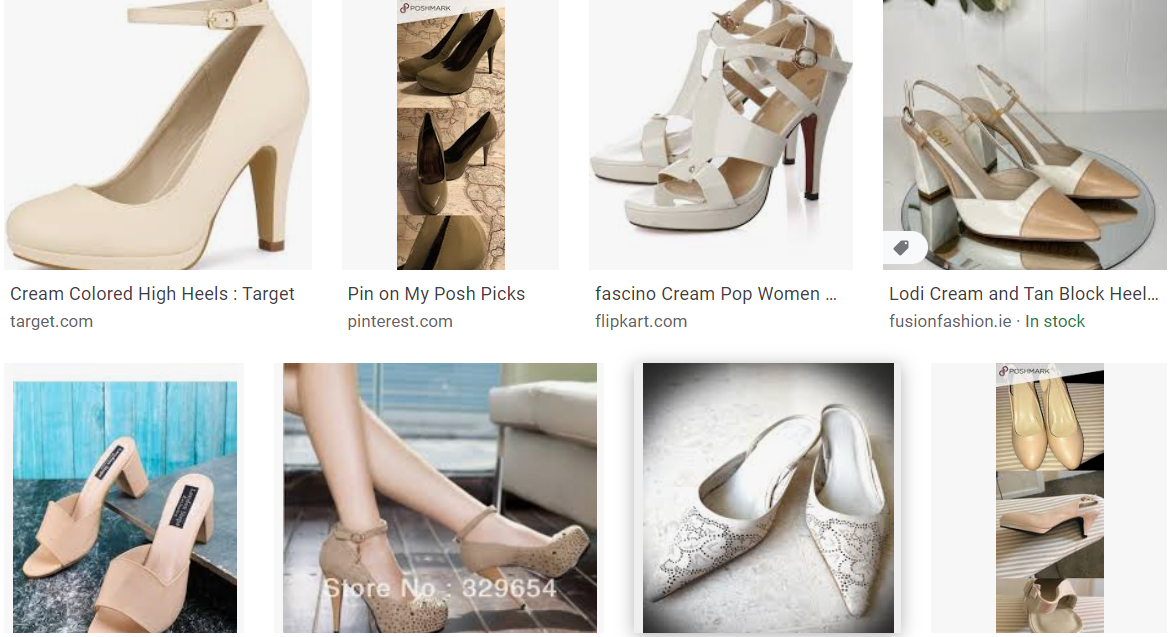 POSHMARK
LODI
Cream Colored High Heels : Target
target.com
Pin on My Posh Picks
pinterest.com
fascino Cream Pop Women ...
flipkart.com
Lodi Cream and Tan Block Heel...
fusionfashion.ie · In stock
Store No : 329654
POSHMARK